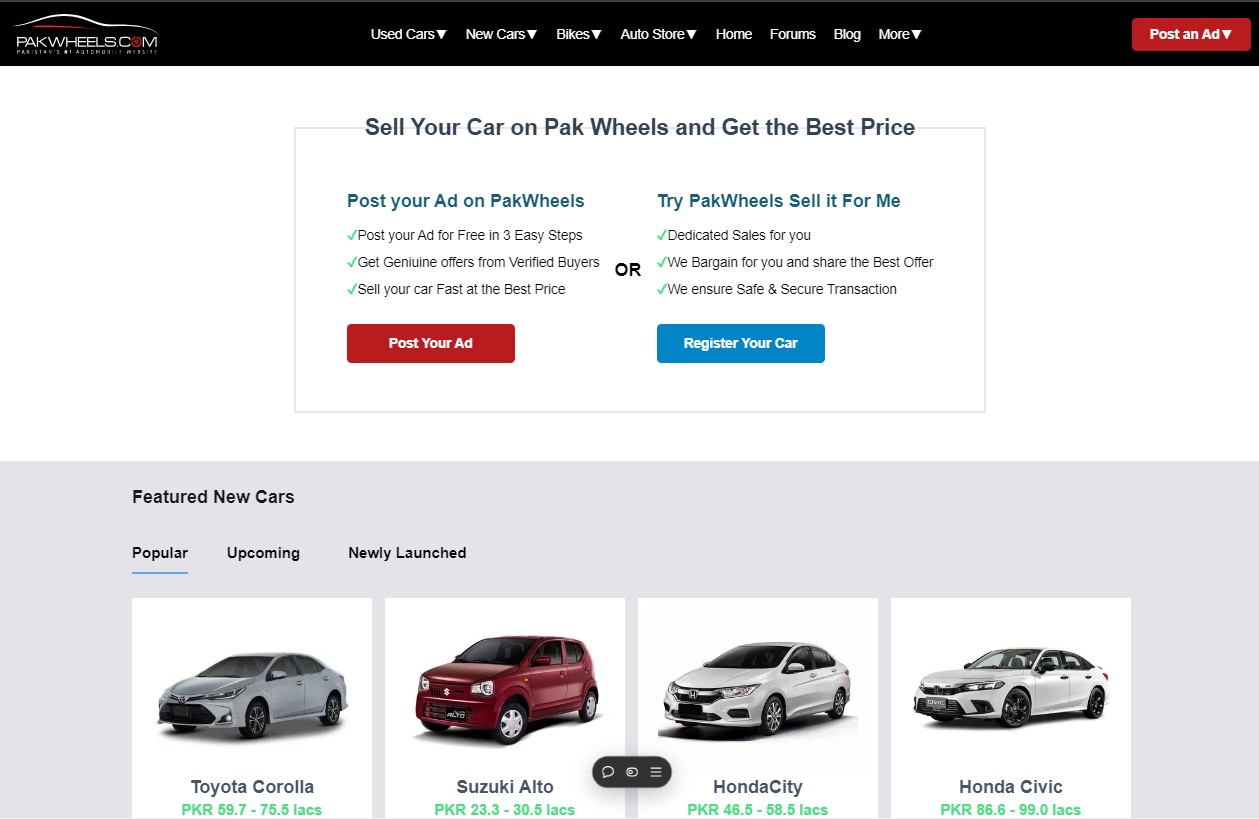 PAKWHEELS.COM
PAKISTAN'S #1 AUTOMOBILE WEBSITE
Used Cars▼ New Cars▼ Bikes▼ Auto Store▼ Home Forums Blog More▼
Post an Ad▼
Sell Your Car on Pak Wheels and Get the Best Price
Post your Ad on PakWheels
✓Post your Ad for Free in 3 Easy Steps
✓Get Geniuine offers from Verified Buyers
✓Sell your car Fast at the Best Price
Post Your Ad
OR
Try PakWheels Sell it For Me
✓Dedicated Sales for you
✓We Bargain for you and share the Best Offer
✓We ensure Safe & Secure Transaction
Register Your Car
Featured New Cars
Popular Upcoming Newly Launched
ALTO
CIVIC
Toyota Corolla
PKR 59.7 - 75.5 lacs
Suzuki Alto
PKR 23.3 - 30.5 lacs
HondaCity
PKR 46.5 - 58.5 lacs
Honda Civic
PKR 86.6 - 99.0 lacs